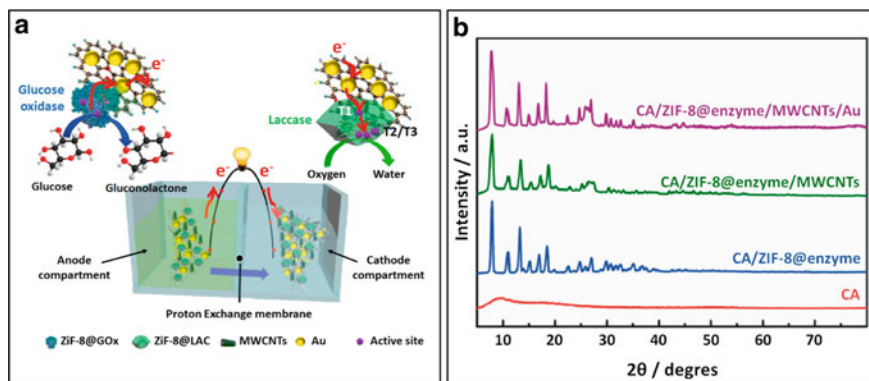 a
e⁻
e⁻
Glucose
oxidase
Laccase
T1
T2/T3
Glucose
Gluconolactone
Oxygen
Water
e⁻
e⁻
Anode
compartment
Cathode
compartment
Proton Exchange membrane
ZiF-8@GOx
ZiF-8@LAC
MWCNTs
Au
Active site
b
Intensity / a.u.
CA/ZIF-8@enzyme/MWCNTs/Au
CA/ZIF-8@enzyme/MWCNTs
CA/ZIF-8@enzyme
CA
10 20 30 40 50 60 70
2θ / degres